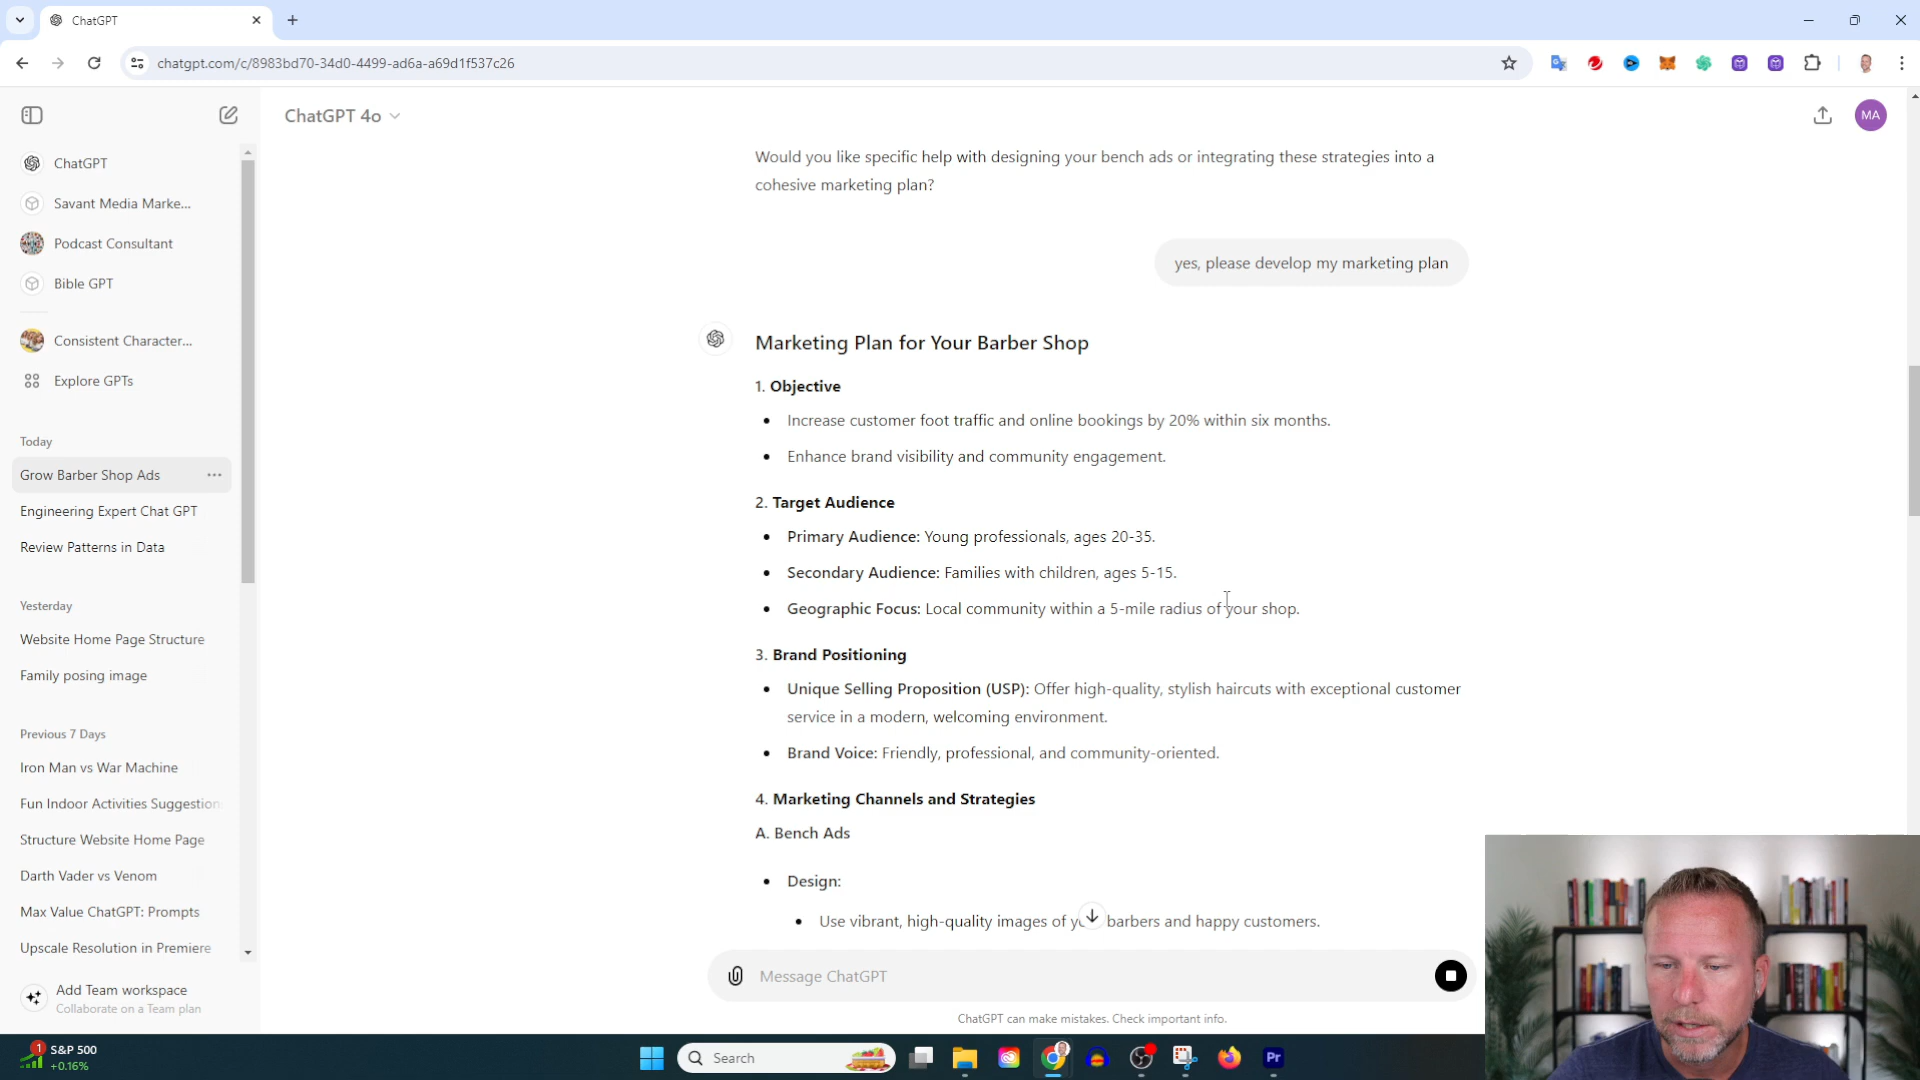 ChatGPT
chatgpt.com/c/8983bd70-34d0-4499-ad6a-a69d1f537c26
ChatGPT 4o
MA
ChatGPT
Savant Media Marke...
Podcast Consultant
Bible GPT
Consistent Character...
Explore GPTs
Today
Grow Barber Shop Ads
Engineering Expert Chat GPT
Review Patterns in Data
Yesterday
Website Home Page Structure
Family posing image
Previous 7 Days
Iron Man vs War Machine
Fun Indoor Activities Suggestion
Structure Website Home Page
Darth Vader vs Venom
Max Value ChatGPT: Prompts
Upscale Resolution in Premiere
Add Team workspace
Collaborate on a Team plan
Would you like specific help with designing your bench ads or integrating these strategies into a
cohesive marketing plan?
yes, please develop my marketing plan
Marketing Plan for Your Barber Shop
1. Objective
• Increase customer foot traffic and online bookings by 20% within six months.
• Enhance brand visibility and community engagement.
2. Target Audience
• Primary Audience: Young professionals, ages 20-35.
• Secondary Audience: Families with children, ages 5-15.
• Geographic Focus: Local community within a 5-mile radius of your shop.
3. Brand Positioning
• Unique Selling Proposition (USP): Offer high-quality, stylish haircuts with exceptional customer
service in a modern, welcoming environment.
• Brand Voice: Friendly, professional, and community-oriented.
4. Marketing Channels and Strategies
A. Bench Ads
• Design:
• Use vibrant, high-quality images of barbers and happy customers.
Message ChatGPT
ChatGPT can make mistakes. Check important info.
1
S&P 500
+0.16%
Search
Pr